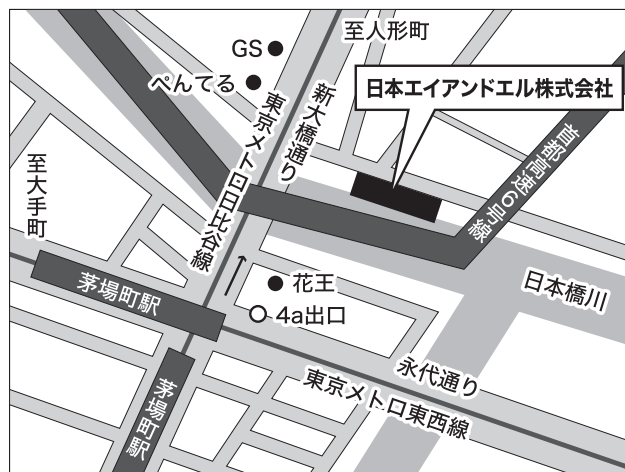 GS
至人形町
ぺんてる
日本エイアンドエル株式会社
新大橋通り
東京メトロ日比谷線
首都高速6号線
至大手町
茅場町駅
花王
4a出口
日本橋川
永代通り
東京メトロ東西線
茅場町駅